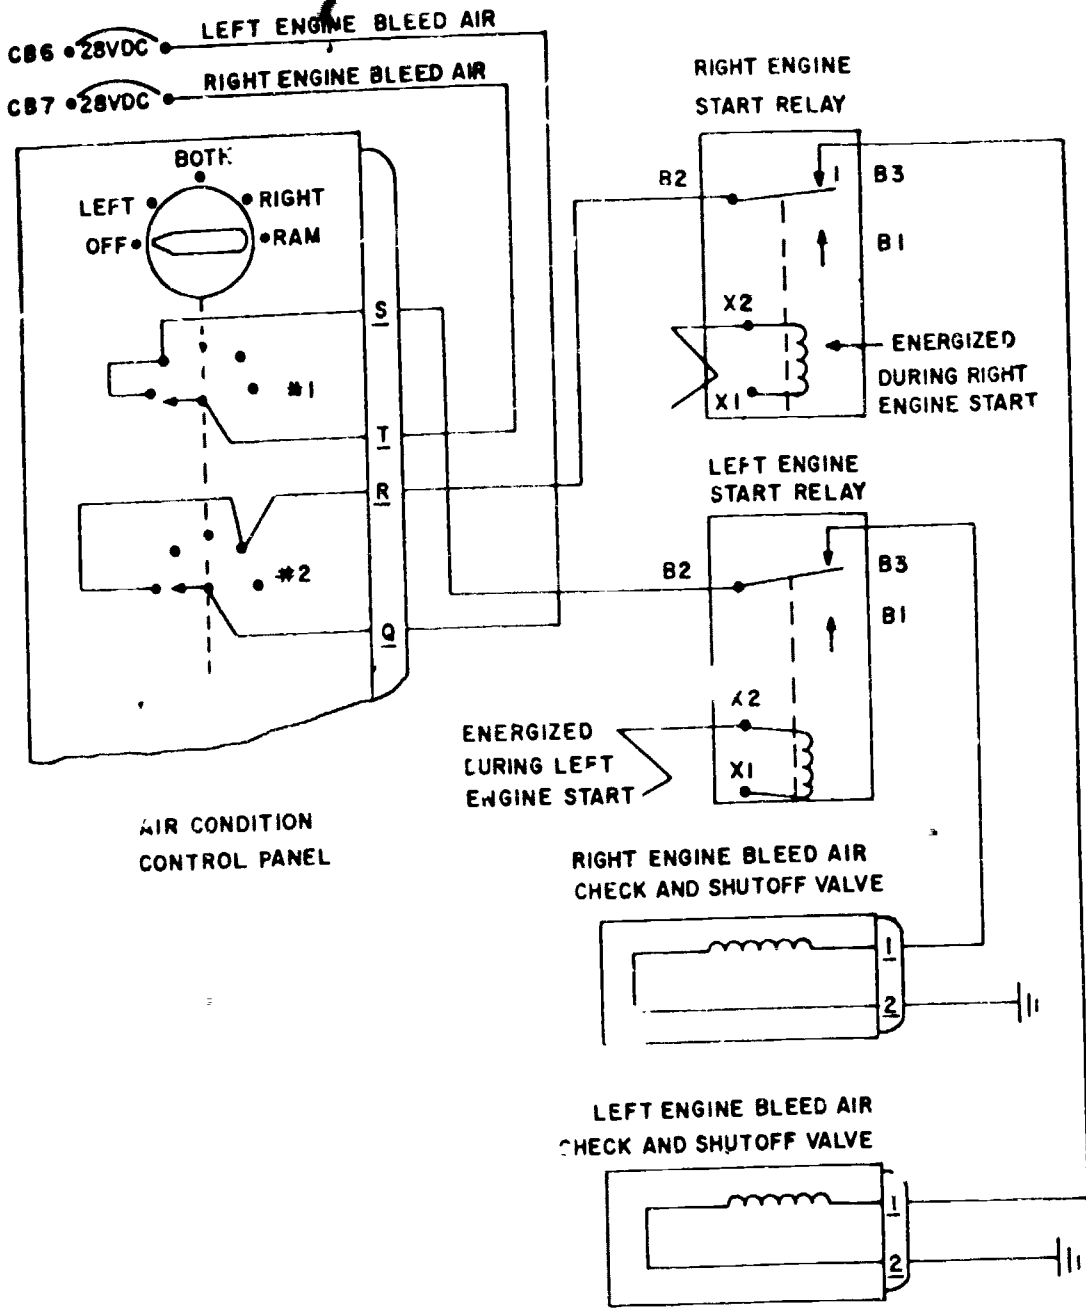 LEFT ENGINE BLEED AIR
CB6 28VDC
RIGHT ENGINE BLEED AIR
CB7 28VDC
BOTH
LEFT
RIGHT
OFF
RAM
S
#1
T
R
#2
Q
AIR CONDITION
CONTROL PANEL
RIGHT ENGINE
START RELAY
B2
1
B3
B1
X2
X1
ENERGIZED
DURING RIGHT
ENGINE START
LEFT ENGINE
START RELAY
B2
B3
B1
X2
X1
ENERGIZED
DURING LEFT
ENGINE START
RIGHT ENGINE BLEED AIR
CHECK AND SHUTOFF VALVE
1
2
LEFT ENGINE BLEED AIR
CHECK AND SHUTOFF VALVE
1
2